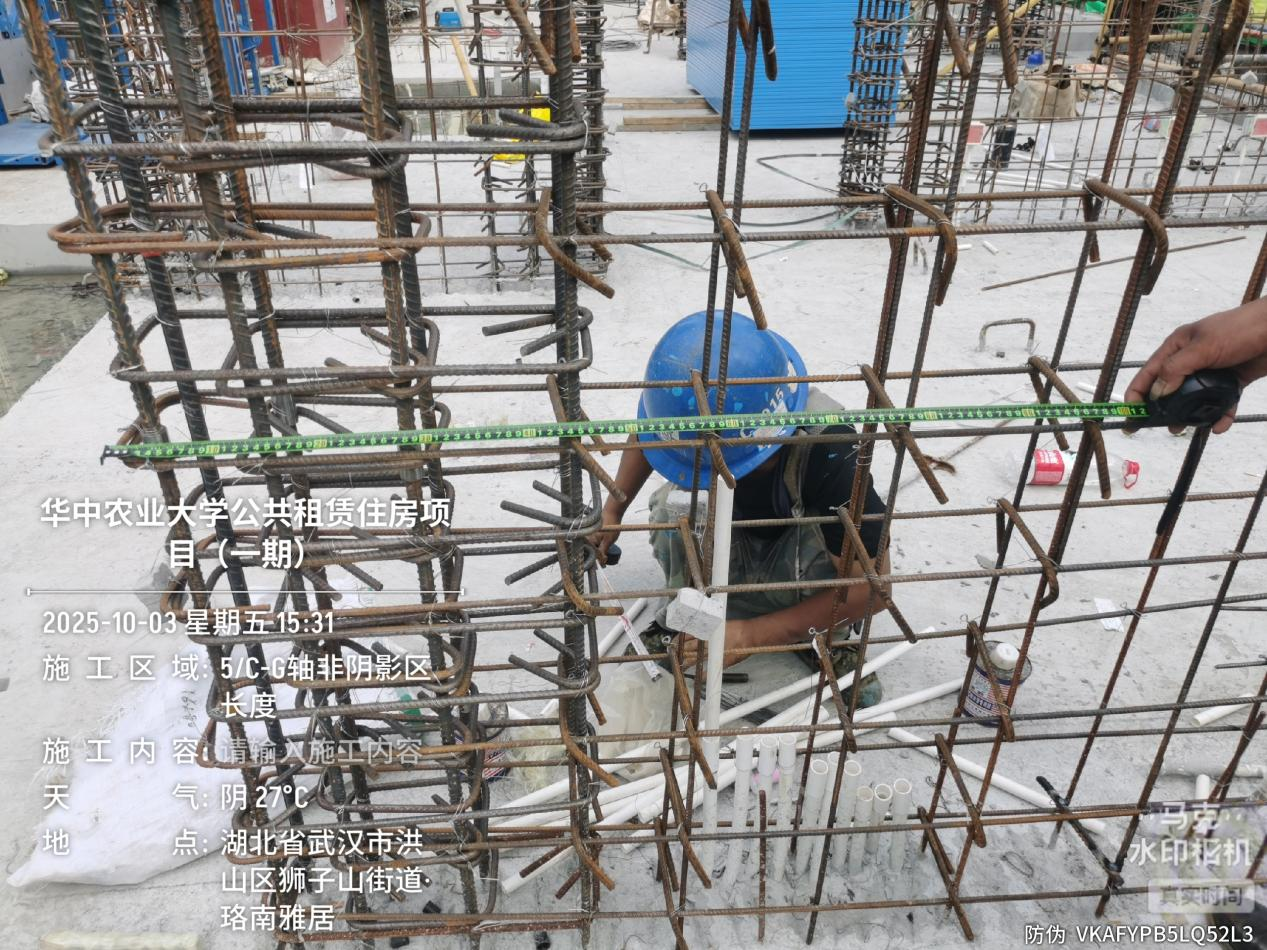 华中农业大学公共租赁住房项
目（一期）
2025-10-03 星期五 15:31
施工区域：5/C-G轴非阴影区
长度
施工内容：请输入施工内容
天气：阴 27℃
地点：湖北省武汉市洪
山区狮子山街道·
珞南雅居
马克
水印相机
真实时间
防伪 VKAFYPB5LQ52L3